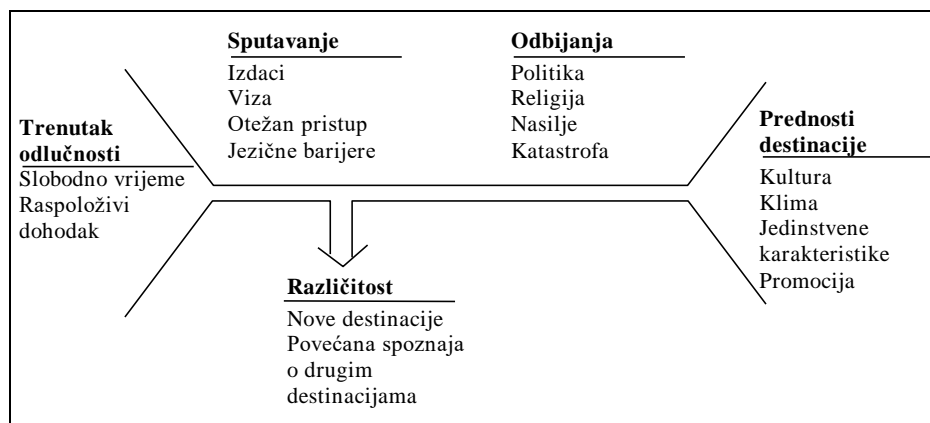 Sputavanje
Izdaci
Viza
Otežan pristup
Jezične barijere
Odbijanja
Politika
Religija
Nasilje
Katastrofa
Trenutak
odlučnosti
Slobodno vrijeme
Raspoloživi
dohodak
Prednosti
destinacije
Kultura
Klima
Jedinstvene
karakteristike
Promocija
Različitost
Nove destinacije
Povećana spoznaja
o drugim
destinacijama